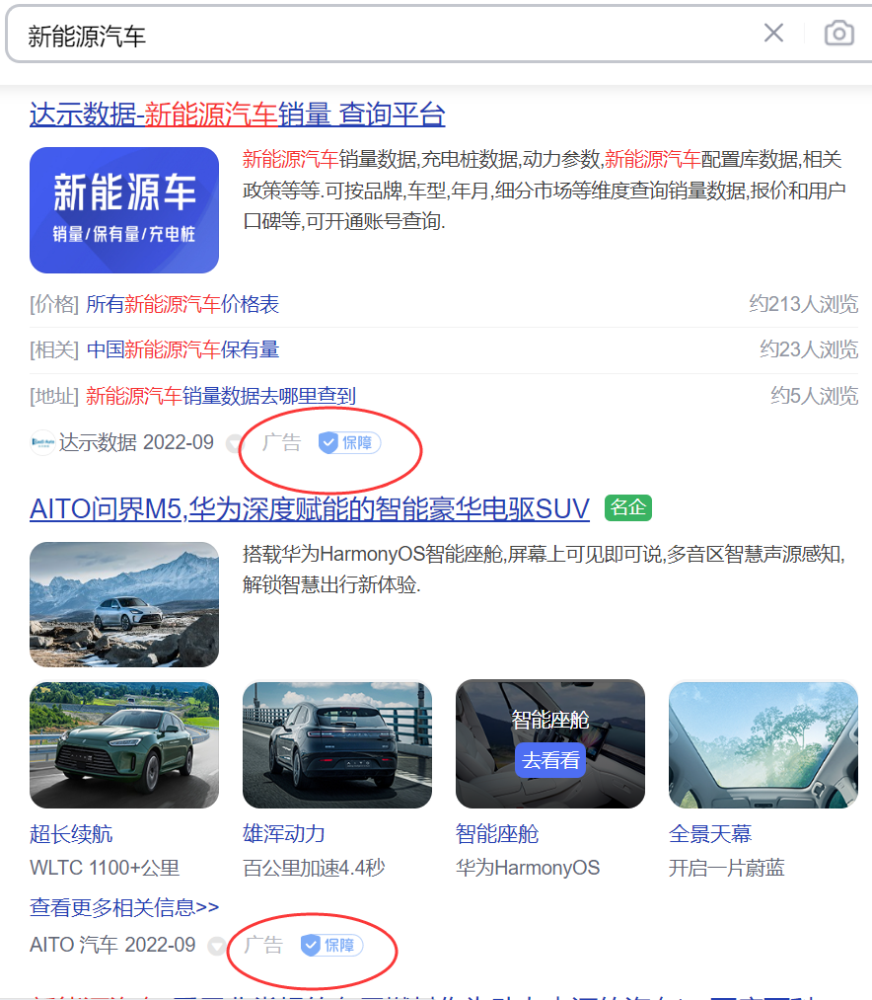 新能源汽车
达示数据-新能源汽车销量 查询平台
新能源车
销量/保有量/充电桩
新能源汽车销量数据,充电桩数据,动力参数,新能源汽车配置库数据,相关
政策等等.可按品牌,车型,年月,细分市场等维度查询销量数据,报价和用户
口碑等,可开通账号查询.
[价格] 所有新能源汽车价格表 约213人浏览
[相关] 中国新能源汽车保有量 约23人浏览
[地址] 新能源汽车销量数据去哪里查到 约5人浏览
达示数据 2022-09 广告 保障
AITO问界M5,华为深度赋能的智能豪华电驱SUV 名企
搭载华为HarmonyOS智能座舱,屏幕上可见即可说,多音区智慧声源感知,
解锁智慧出行新体验.
智能座舱
去看看
超长续航 雄浑动力 智能座舱 全景天幕
WLTC 1100+公里 百公里加速4.4秒 华为HarmonyOS 开启一片蔚蓝
查看更多相关信息>>
AITO 汽车 2022-09 广告 保障